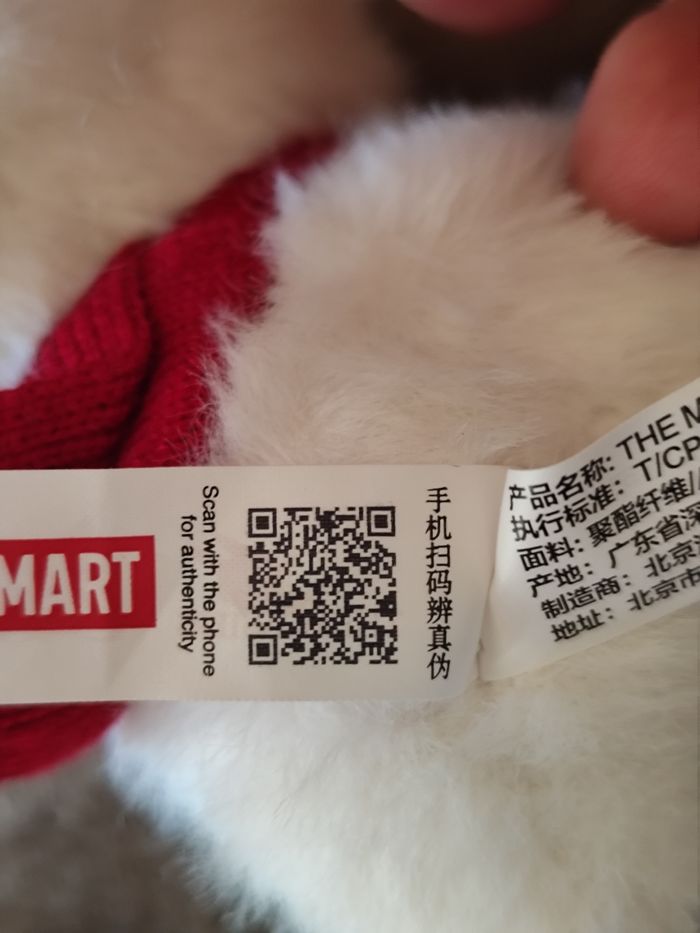 MART
Scan with the phone
for authenticity
手机扫码辨真伪
产品名称: THE M
执行标准: T/CP
面料: 聚酯纤维/
产地: 广东省深
制造商: 北京
地址: 北京市